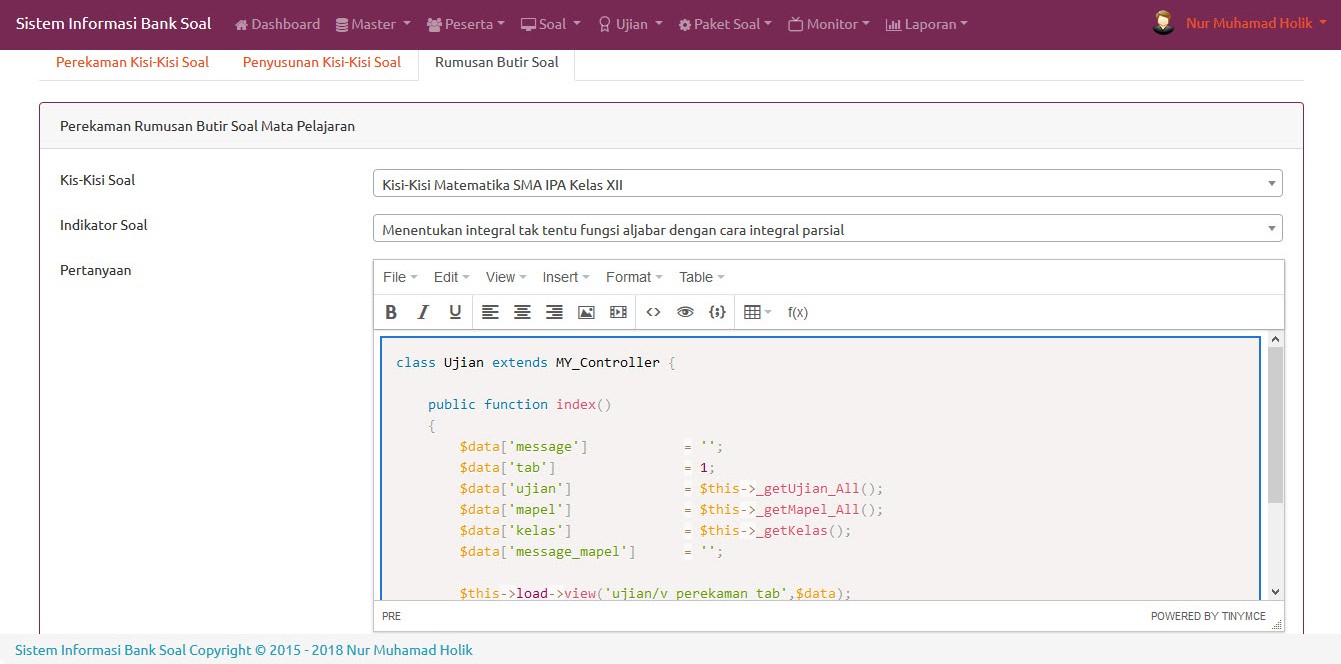 Sistem Informasi Bank Soal Dashboard Master Peserta Soal Ujian Paket Soal Monitor Laporan Nur Muhamad Holik
Perekaman Kisi-Kisi Soal Penyusunan Kisi-Kisi Soal Rumusan Butir Soal
Perekaman Rumusan Butir Soal Mata Pelajaran
Kis-Kisi Soal Kisi-Kisi Matematika SMA IPA Kelas XII
Indikator Soal Menentukan integral tak tentu fungsi aljabar dengan cara integral parsial
Pertanyaan File Edit View Insert Format Table
B I U <> {;} f(x)
class Ujian extends MY_Controller {
public function index()
{
$data['message'] = '';
$data['tab'] = 1;
$data['ujian'] = $this->_getUjian_All();
$data['mapel'] = $this->_getMapel_All();
$data['kelas'] = $this->_getKelas();
$data['message_mapel'] = '';
$this->load->view('ujian/v_perekaman_tab',$data);
PRE POWERED BY TINYMCE
Sistem Informasi Bank Soal Copyright © 2015 - 2018 Nur Muhamad Holik